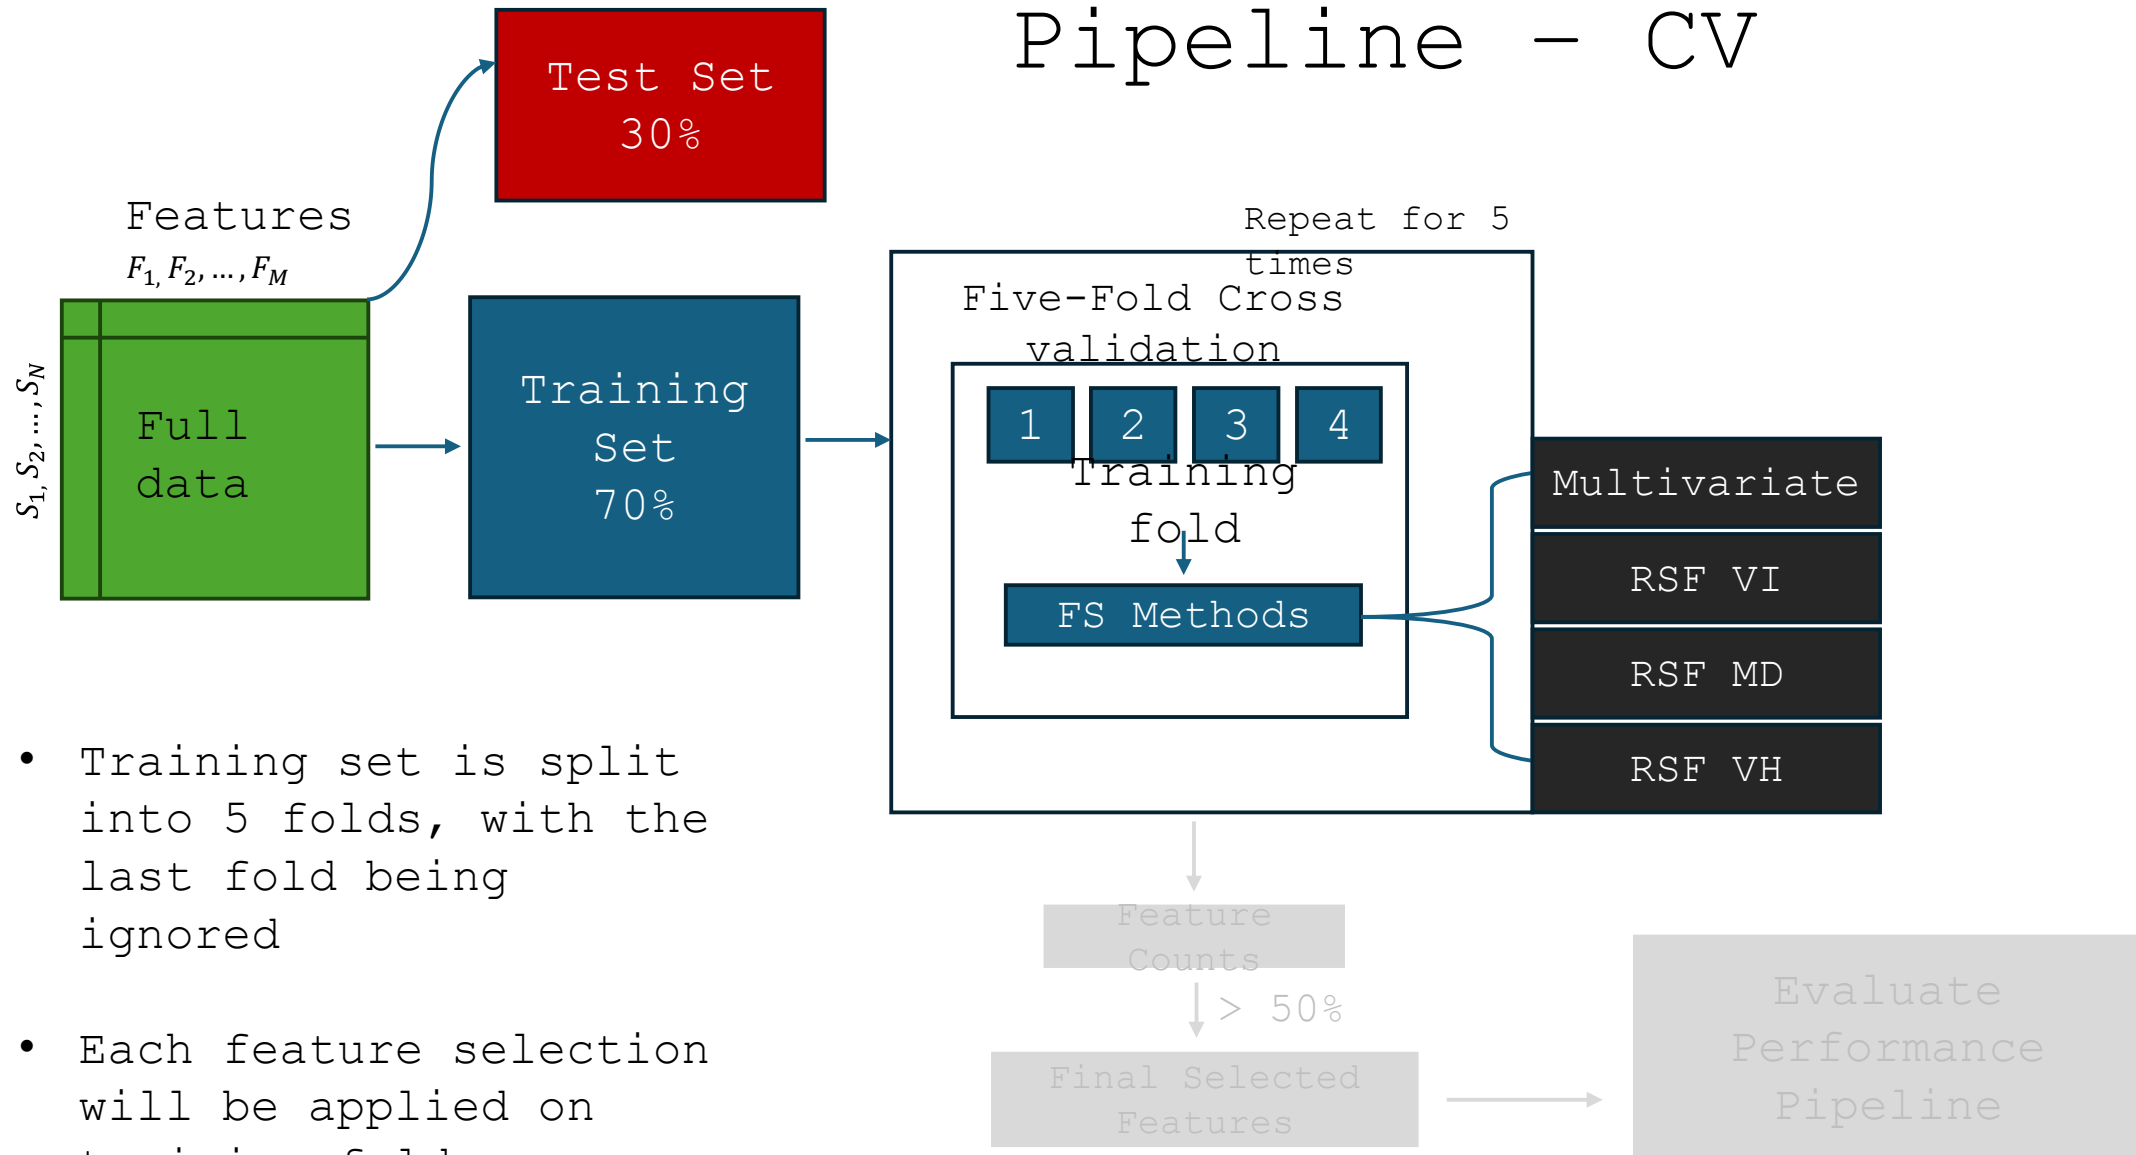 Pipeline – CV
Test Set
30%
Features
F1, F2, … , FM
S1, S2, … , SN
Full
data
Training
Set
70%
Repeat for 5
times
Five-Fold Cross
validation
1 2 3 4
Training
fold
FS Methods
Multivariate
RSF VI
RSF MD
RSF VH
• Training set is split
into 5 folds, with the
last fold being
ignored
• Each feature selection
will be applied on
Feature
Counts
> 50%
Final Selected
Features
Evaluate
Performance
Pipeline